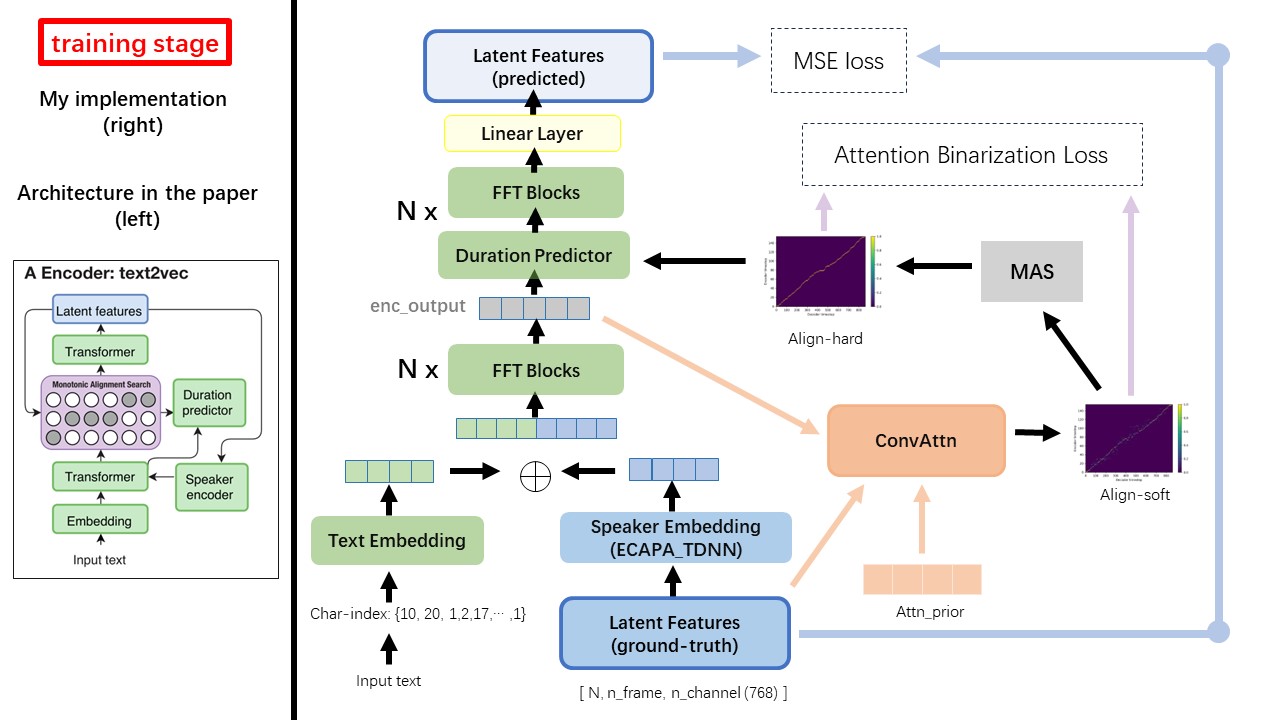 training stage
My implementation
(right)
Architecture in the paper
(left)
A Encoder: text2vec
Latent features
Transformer
Monotonic Alignment Search
Duration
predictor
Transformer
Speaker
encoder
Embedding
Input text
Latent Features
(predicted)
MSE loss
Linear Layer
Attention Binarization Loss
FFT Blocks
N x
Duration Predictor
MAS
enc_output
Align-hard
FFT Blocks
N x
ConvAttn
Align-soft
Text Embedding
Speaker Embedding
(ECAPA_TDNN)
Attn_prior
Char-index: {10, 20, 1,2,17,··· ,1}
Latent Features
(ground-truth)
Input text
[ N, n_frame, n_channel (768) ]